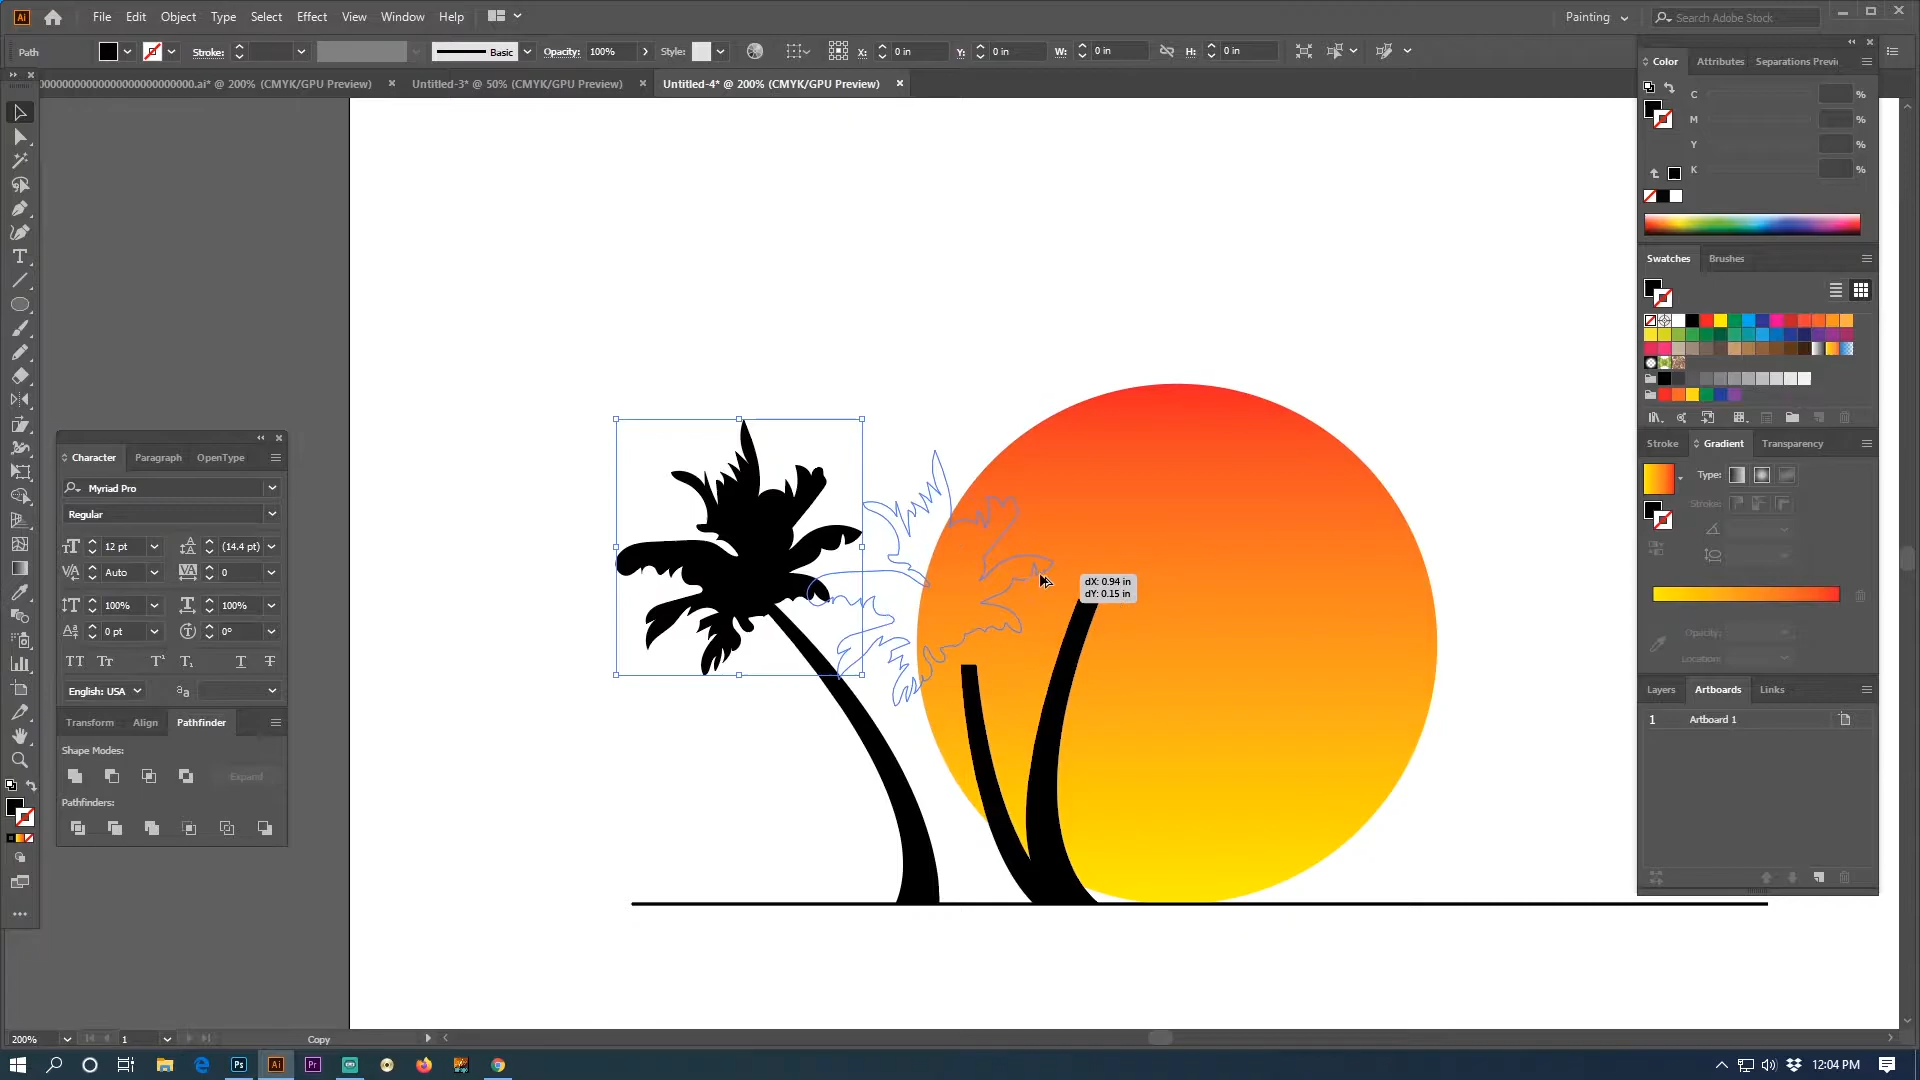 Ai File Edit Object Type Select Effect View Window Help Painting Search Adobe Stock
Path Stroke: Basic Opacity: 100% Style: X: 0 in Y: 0 in W: 0 in H: 0 in
0000000000000000000000000.ai* @ 200% (CMYK/GPU Preview) Untitled-3* @ 50% (CMYK/GPU Preview) Untitled-4* @ 200% (CMYK/GPU Preview)
Color Attributes Separations Previ
C %
M %
Y %
K %
Swatches Brushes
Stroke Gradient Transparency
Type:
Stroke:
Opacity:
Location:
Layers Artboards Links
1 Artboard 1
Character Paragraph OpenType
Myriad Pro
Regular
12 pt (14.4 pt)
Auto 0
100% 100%
0 pt 0°
English: USA
Transform Align Pathfinder
Shape Modes:
Expand
Pathfinders:
dX: 0.94 in
dY: 0.15 in
200% 1 Copy
Ps Ai Pr 12:04 PM